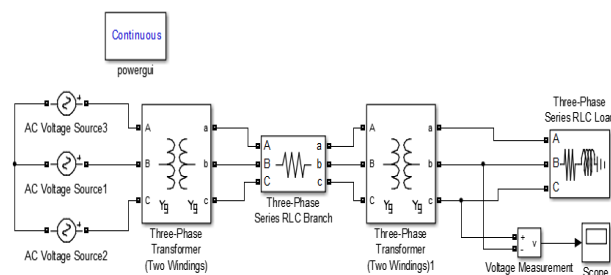 Continuous
powergui
AC Voltage Source3
AC Voltage Source1
AC Voltage Source2
A
B
C
a
b
c
Yg
Yg
Three-Phase
Transformer
(Two Windings)
A
B
C
a
b
c
Three-Phase
Series RLC Branch
A
B
C
a
b
c
Yg
Yg
Three-Phase
Transformer
(Two Windings)1
Three-Phase
Series RLC Load
A
B
C
+
-
v
Voltage Measurement
Scope